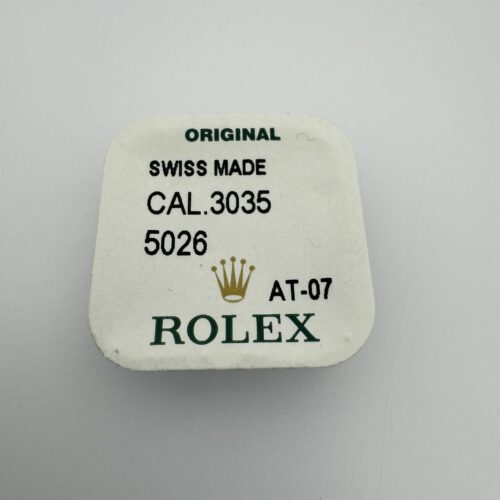 ORIGINAL
SWISS MADE
CAL.3035
5026
AT-07
ROLEX